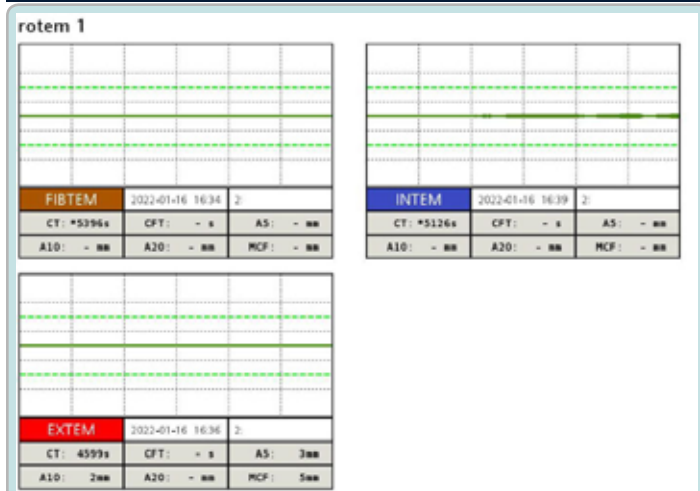 rotem 1
FIBTEM 2022-01-16 16:34 2:
CT: *5396s CFT: - s A5: - mm
A10: - mm A20: - mm MCF: - mm
INTEM 2022-01-16 16:39 2:
CT: *5126s CFT: - s A5: - mm
A10: - mm A20: - mm MCF: - mm
EXTEM 2022-01-16 16:36 2:
CT: 4599s CFT: - s A5: 3mm
A10: 2mm A20: - mm MCF: 5mm